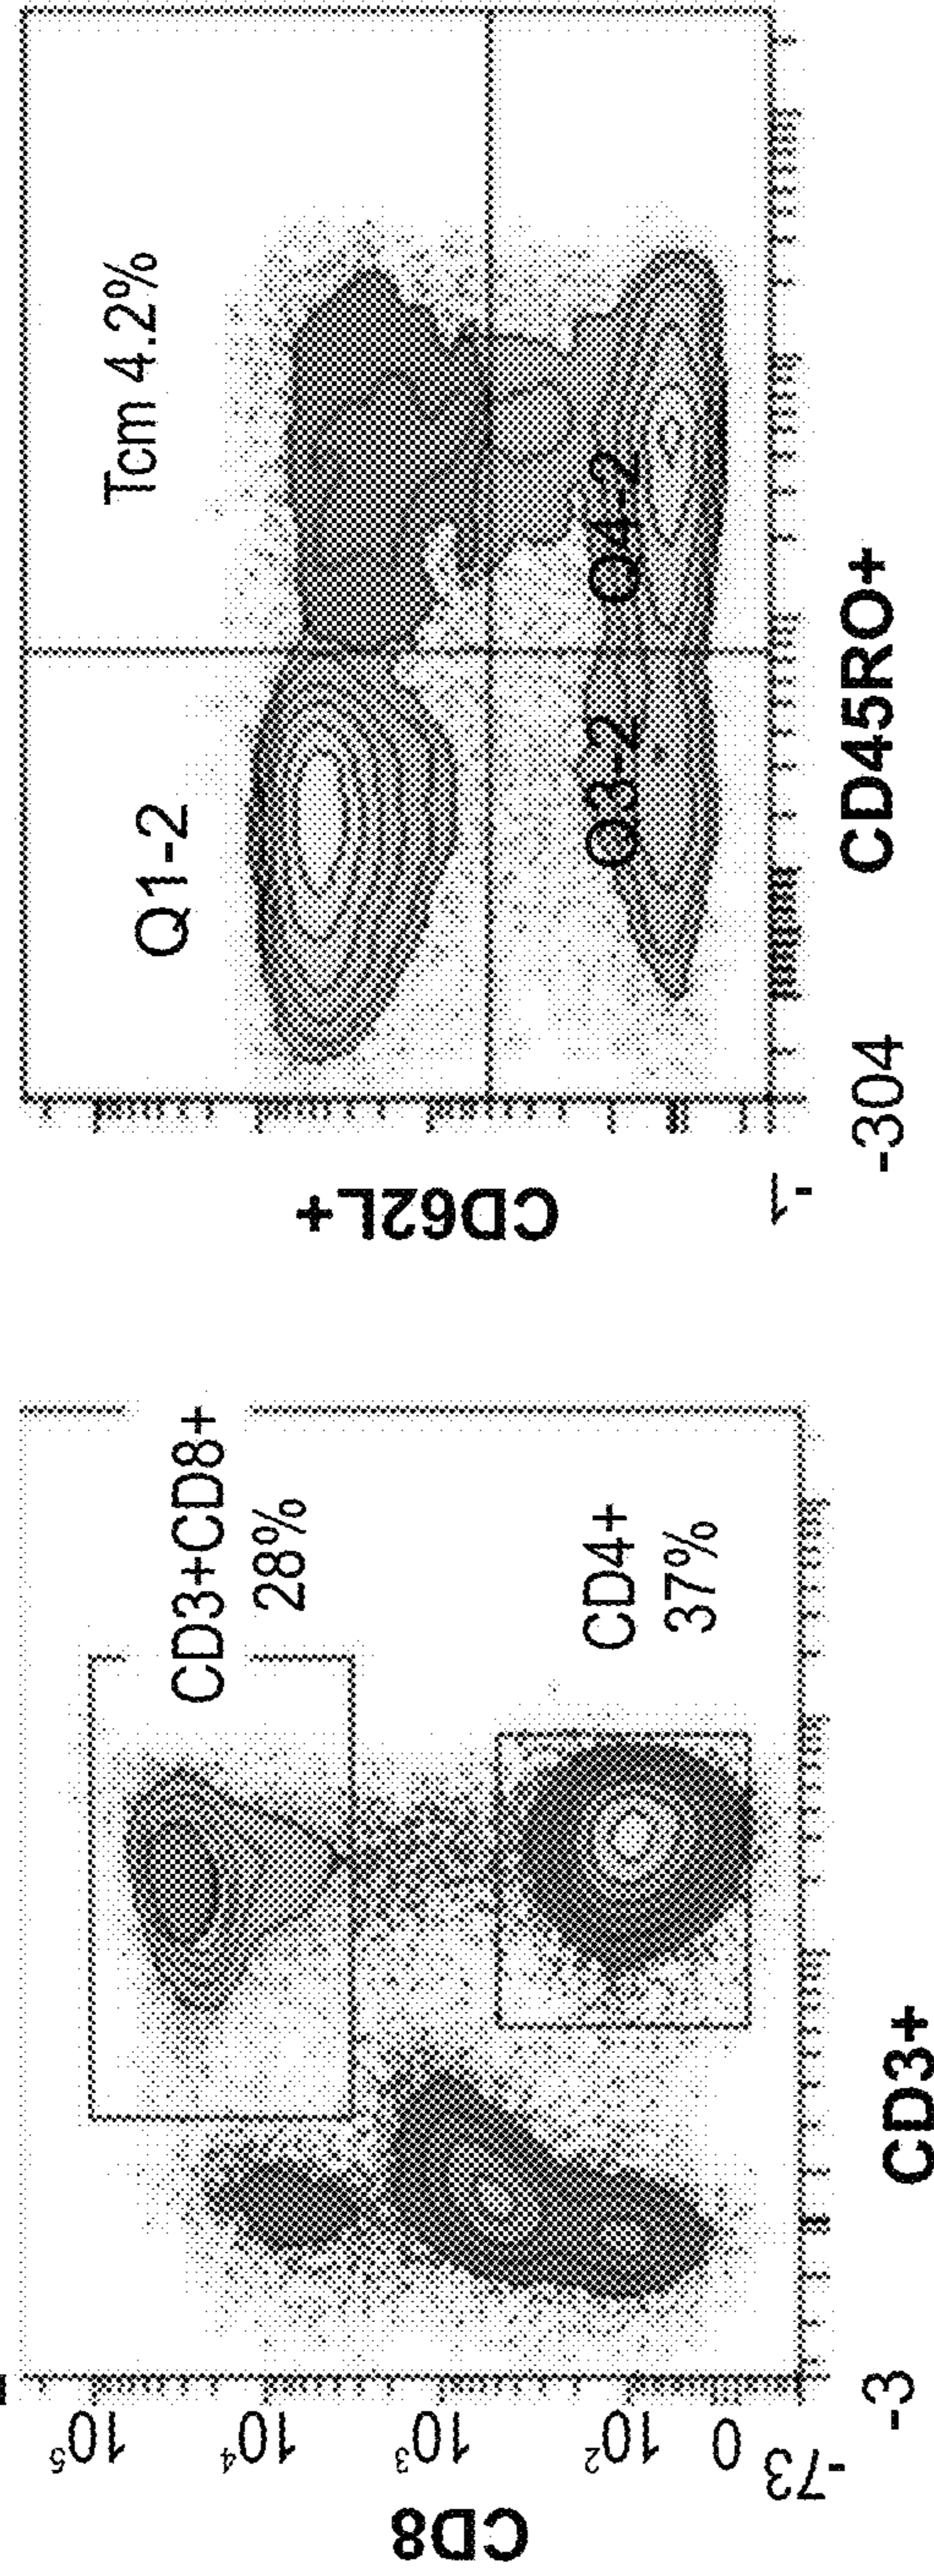 CD8
10⁵
10⁴
10³
10²
0
-73
-3
CD3+
CD3+CD8+
28%
CD4+
37%
CD62L+
-1
-304
CD45RO+
Q1-2
Tcm 4.2%
Q3-2
Q4-2